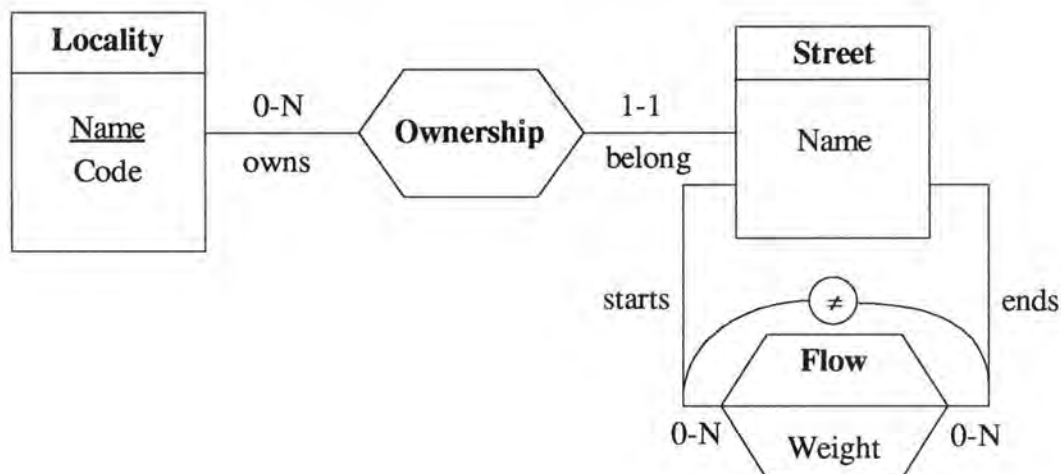 Locality
Name
Code
0-N
owns
Ownership
1-1
belong
Street
Name
starts
≠
ends
Flow
0-N
Weight
0-N